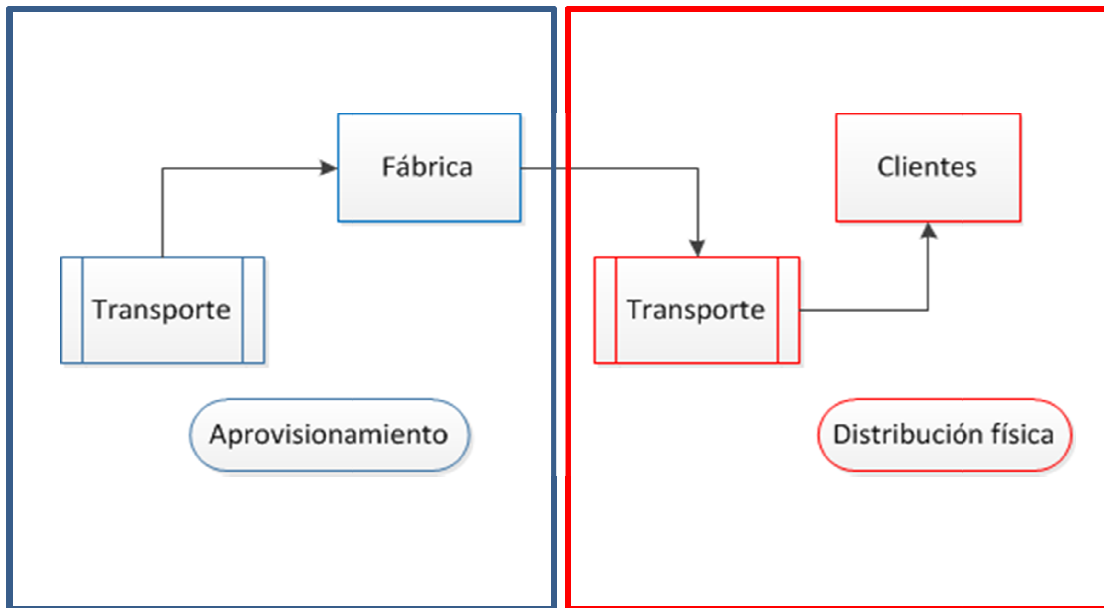 Fábrica
Transporte
Aprovisionamiento
Clientes
Transporte
Distribución física